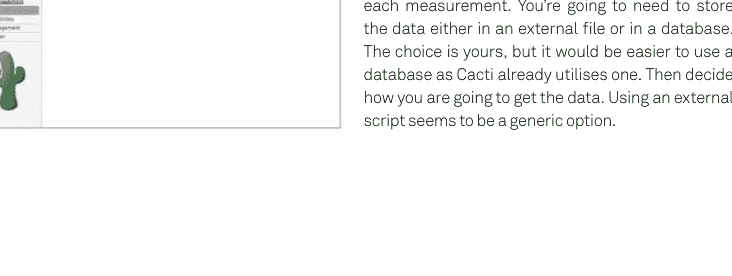 each measurement. You're going to need to store
the data either in an external file or in a database.
The choice is yours, but it would be easier to use a
database as Cacti already utilises one. Then decide
how you are going to get the data. Using an external
script seems to be a generic option.